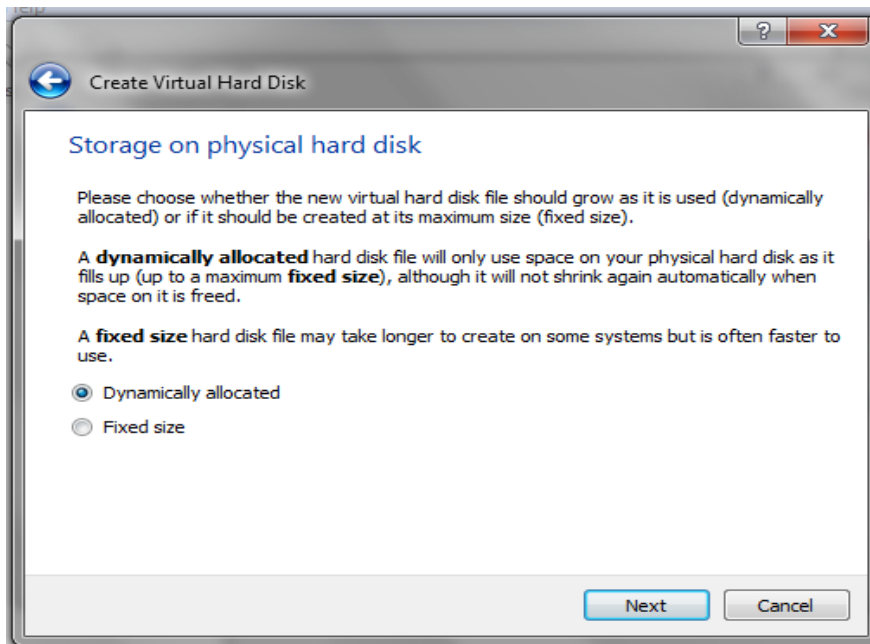 Help
?
Create Virtual Hard Disk
Storage on physical hard disk
Please choose whether the new virtual hard disk file should grow as it is used (dynamically
allocated) or if it should be created at its maximum size (fixed size).
A dynamically allocated hard disk file will only use space on your physical hard disk as it
fills up (up to a maximum fixed size), although it will not shrink again automatically when
space on it is freed.
A fixed size hard disk file may take longer to create on some systems but is often faster to
use.
Dynamically allocated
Fixed size
Next
Cancel